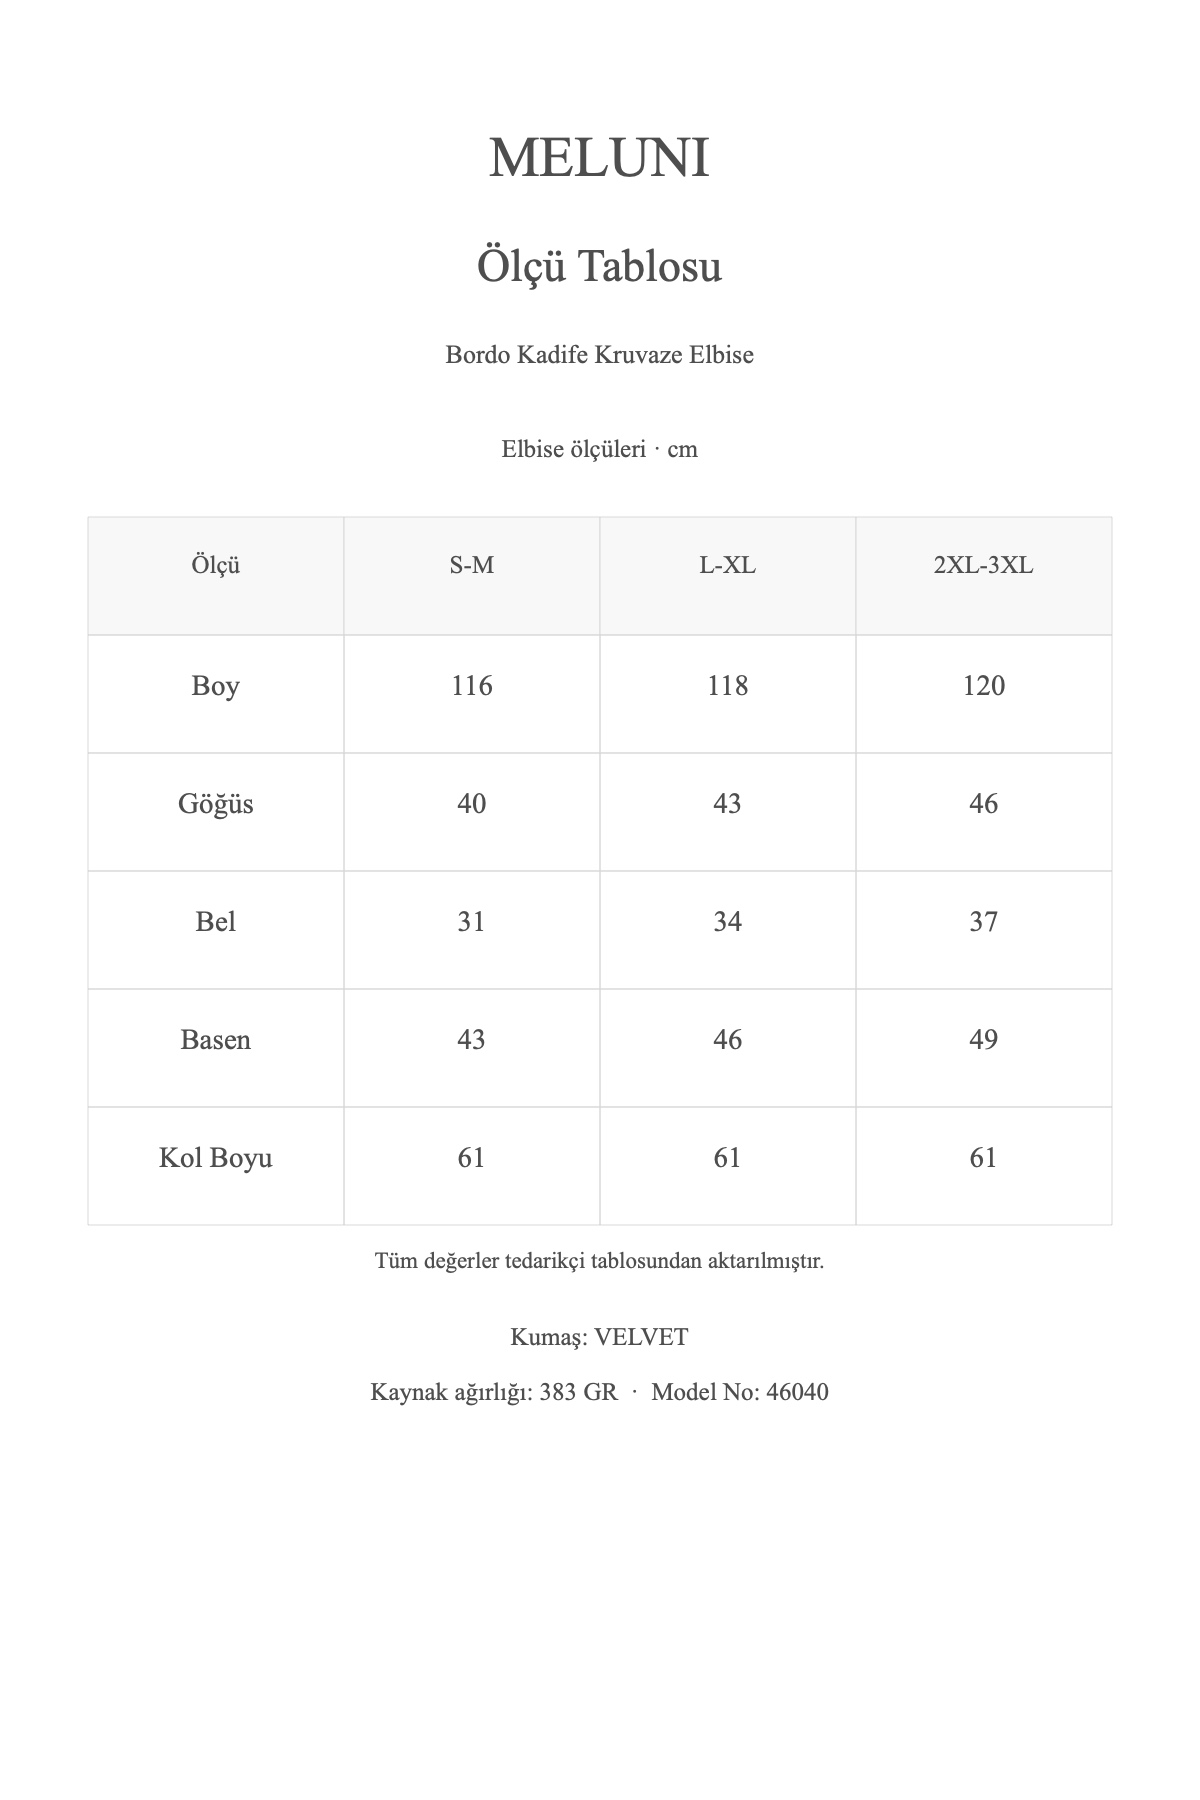 MELUNI
Ölçü Tablosu
Bordo Kadife Kruvaze Elbise
Elbise ölçüleri · cm
Ölçü S-M L-XL 2XL-3XL
Boy 116 118 120
Göğüs 40 43 46
Bel 31 34 37
Basen 43 46 49
Kol Boyu 61 61 61
Tüm değerler tedarikçi tablosundan aktarılmıştır.
Kumaş: VELVET
Kaynak ağırlığı: 383 GR · Model No: 46040